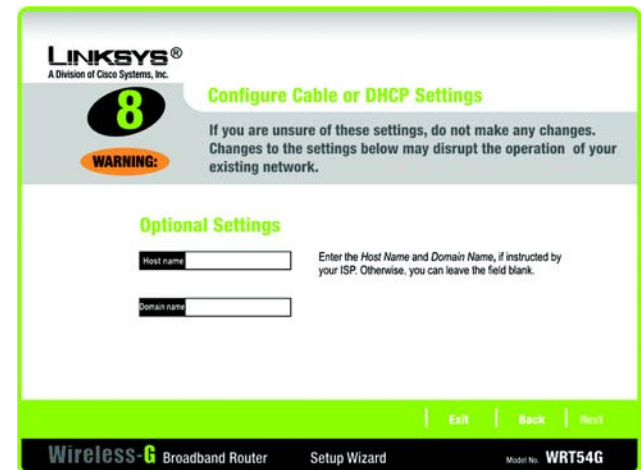 LINKSYS®
A Division of Cisco Systems, Inc.
8
Configure Cable or DHCP Settings
WARNING:
If you are unsure of these settings, do not make any changes.
Changes to the settings below may disrupt the operation of your
existing network.
Optional Settings
Host name
Enter the Host Name and Domain Name, if instructed by
your ISP. Otherwise, you can leave the field blank.
Domain name
Exit
Back
Next
Wireless-G Broadband Router
Setup Wizard
Model No. WRT54G